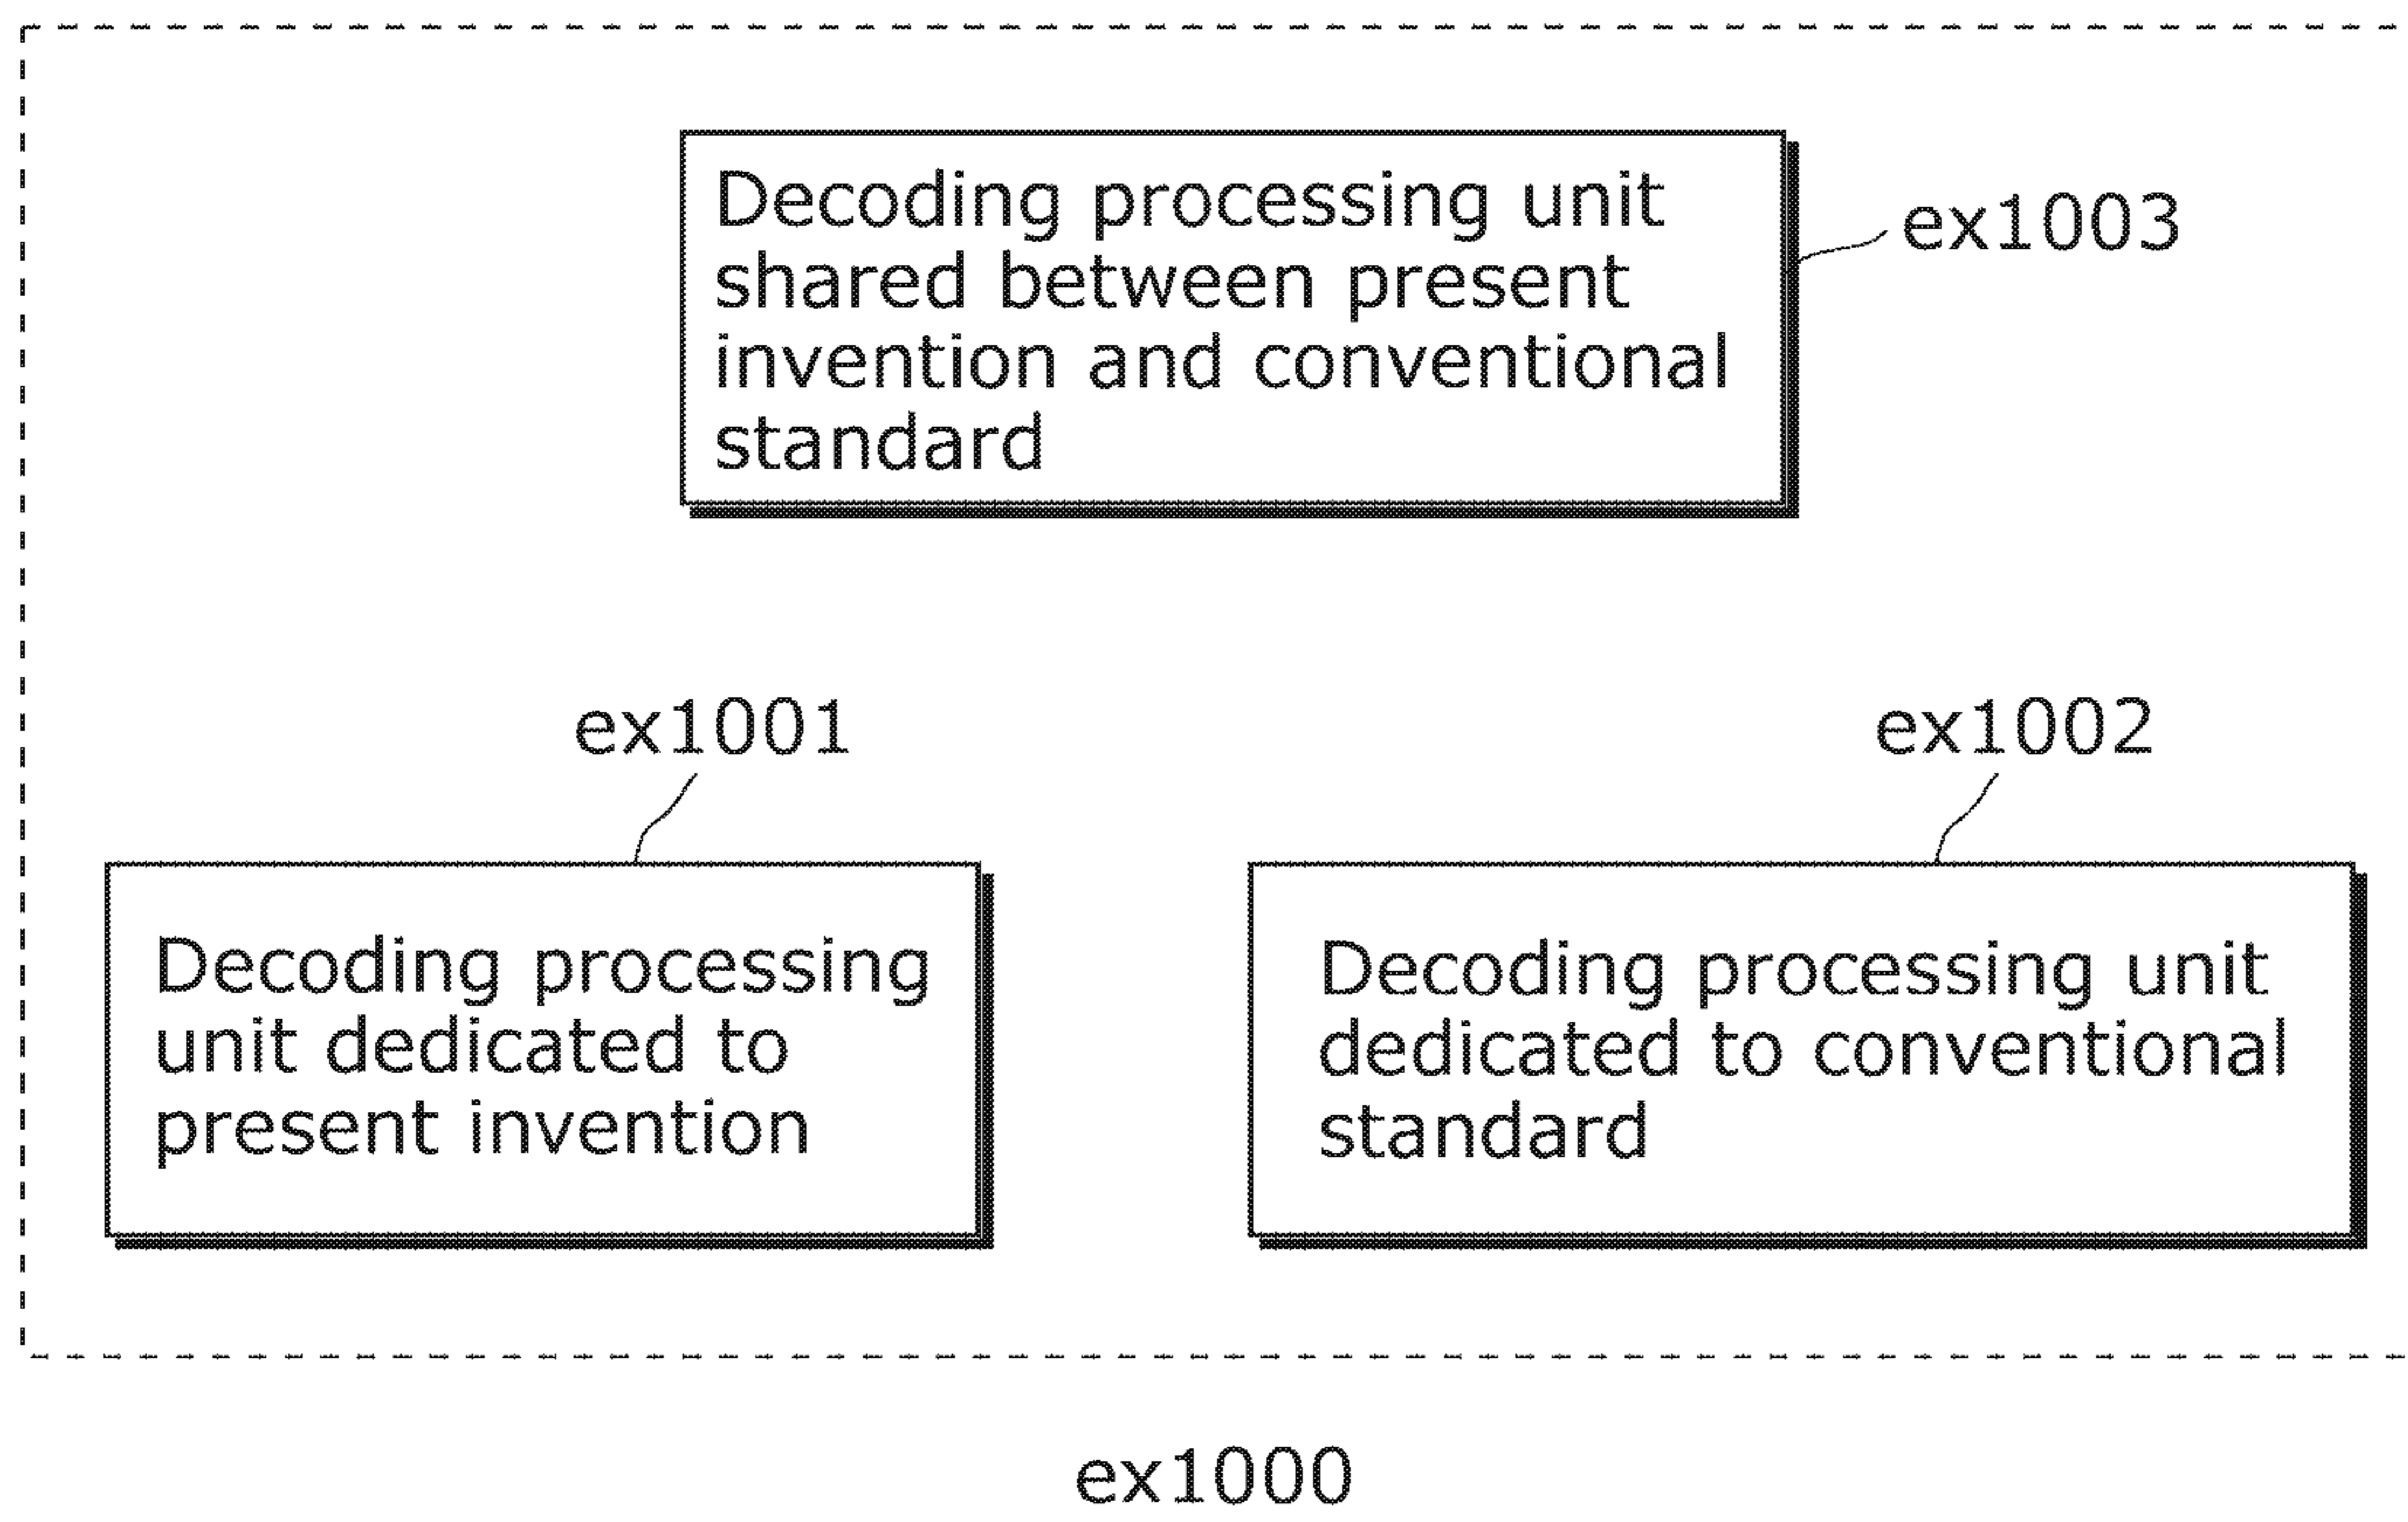 Decoding processing unit
shared between present
invention and conventional
standard
ex1003
ex1001
ex1002
Decoding processing
unit dedicated to
present invention
Decoding processing unit
dedicated to conventional
standard
ex1000